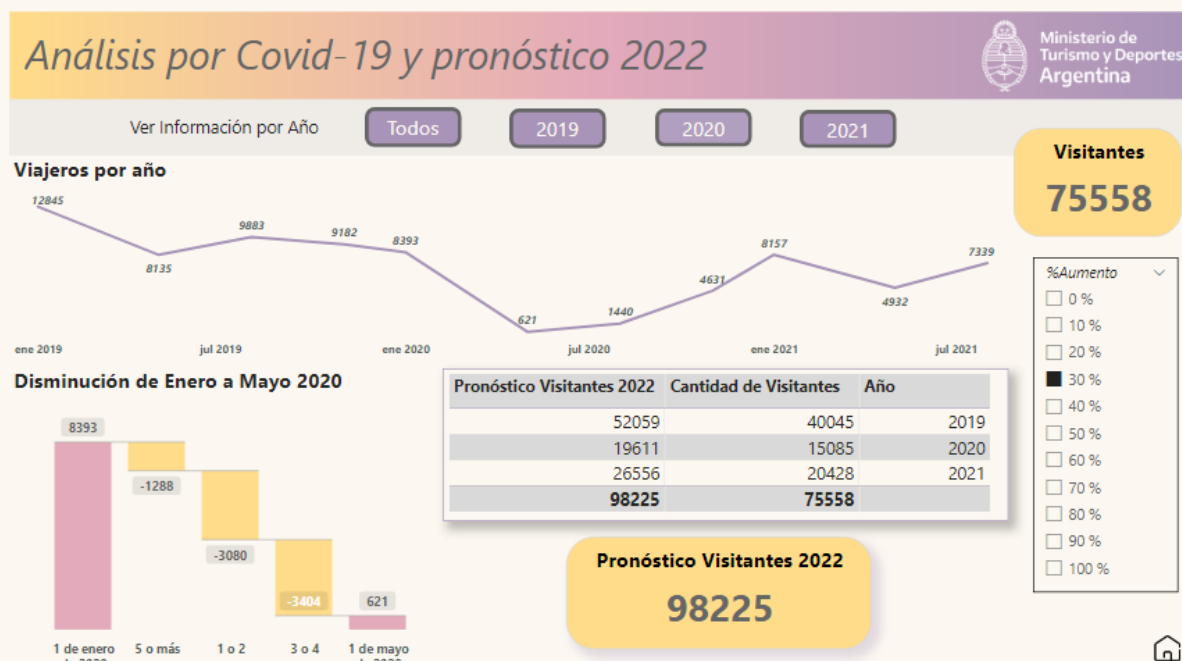 Análisis por Covid-19 y pronóstico 2022
Ministerio de
Turismo y Deportes
Argentina
Ver Información por Año
Todos
2019
2020
2021
Visitantes
75558
Viajeros por año
12845
8135
9883
9182
8393
621
1440
4631
8157
4932
7339
ene 2019
jul 2019
ene 2020
jul 2020
ene 2021
jul 2021
%Aumento
0 %
10 %
20 %
30 %
40 %
50 %
60 %
70 %
80 %
90 %
100 %
Disminución de Enero a Mayo 2020
8393
-1288
-3080
-3404
621
1 de enero
5 o más
1 o 2
3 o 4
1 de mayo
Pronóstico Visitantes 2022 Cantidad de Visitantes Año
52059 40045 2019
19611 15085 2020
26556 20428 2021
98225 75558
Pronóstico Visitantes 2022
98225